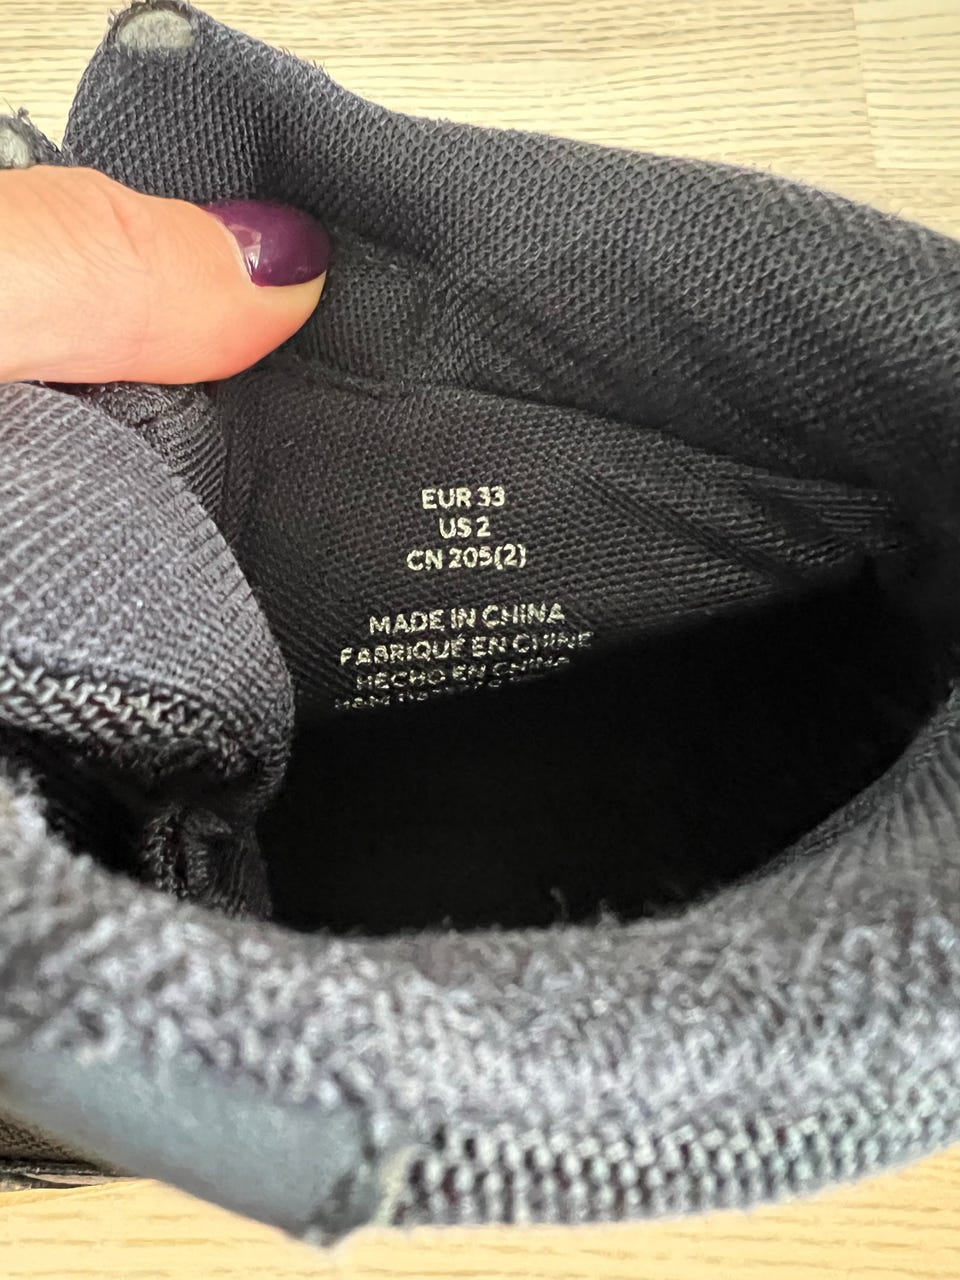 EUR 33
US 2
CN 205(2)
MADE IN CHINA
FABRIQUÉ EN CHINE
HECHO EN CHINA